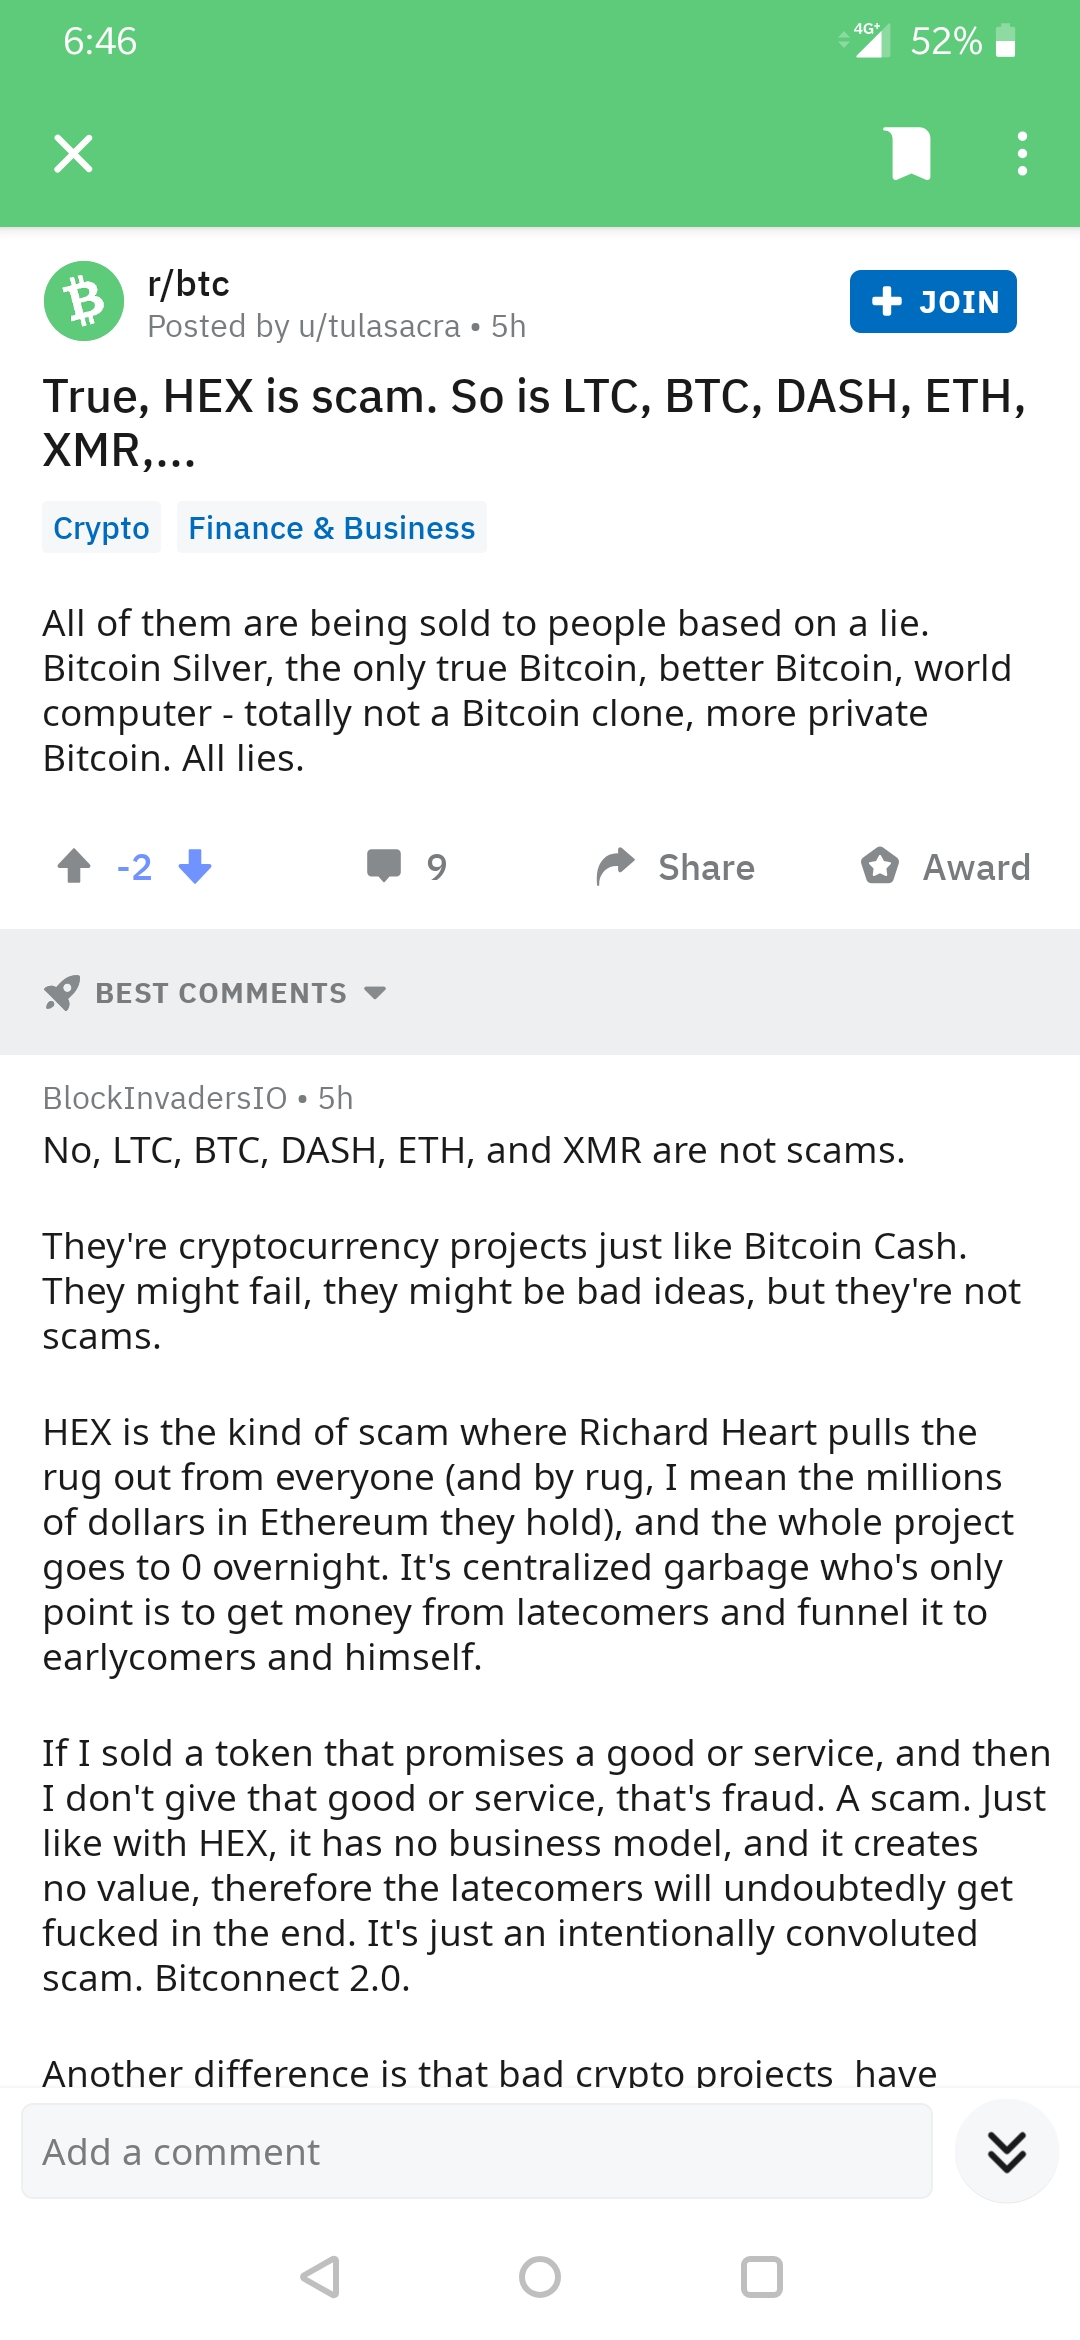 6:46
4G+ 52%
r/btc
Posted by u/tulasacra • 5h
JOIN
True, HEX is scam. So is LTC, BTC, DASH, ETH,
XMR,...
Crypto Finance & Business
All of them are being sold to people based on a lie.
Bitcoin Silver, the only true Bitcoin, better Bitcoin, world
computer - totally not a Bitcoin clone, more private
Bitcoin. All lies.
-2 9 Share Award
BEST COMMENTS
BlockInvadersIO • 5h
No, LTC, BTC, DASH, ETH, and XMR are not scams.
They're cryptocurrency projects just like Bitcoin Cash.
They might fail, they might be bad ideas, but they're not
scams.
HEX is the kind of scam where Richard Heart pulls the
rug out from everyone (and by rug, I mean the millions
of dollars in Ethereum they hold), and the whole project
goes to 0 overnight. It's centralized garbage who's only
point is to get money from latecomers and funnel it to
earlycomers and himself.
If I sold a token that promises a good or service, and then
I don't give that good or service, that's fraud. A scam. Just
like with HEX, it has no business model, and it creates
no value, therefore the latecomers will undoubtedly get
fucked in the end. It's just an intentionally convoluted
scam. Bitconnect 2.0.
Another difference is that bad crypto projects  have
Add a comment